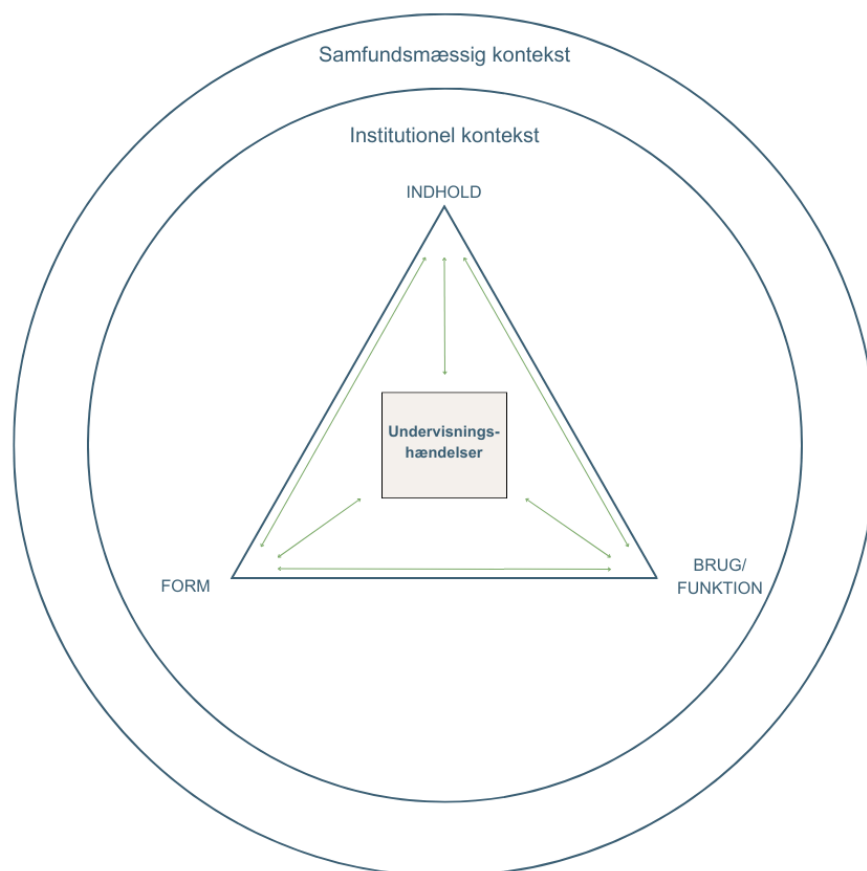 Samfundsmæssig kontekst
Institutionel kontekst
INDHOLD
Undervisnings-
hændelser
FORM
BRUG/
FUNKTION